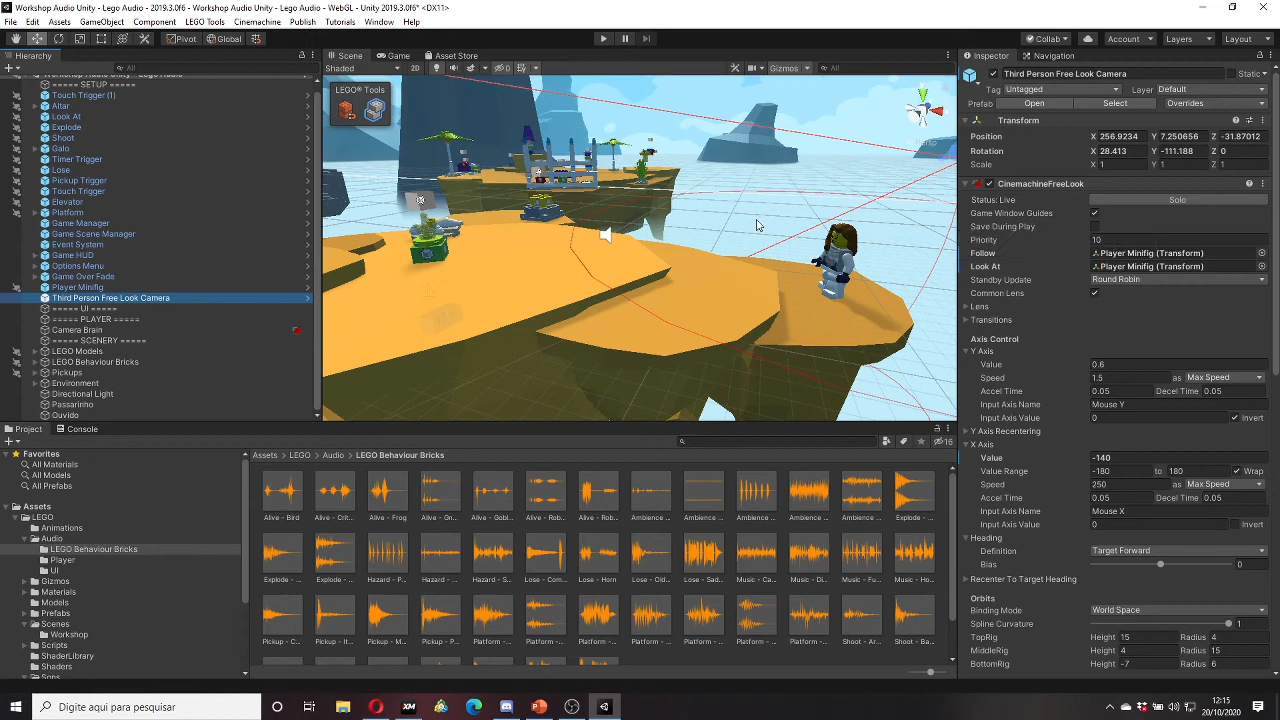 Workshop Audio Unity - Lego Audio - Workshop Audio Unity - Lego Audio - WebGL - Unity 2019.3.0f6* <DX11>
File Edit Assets GameObject Component LEGO Tools Cinemachine Publish Tutorials Window Help
Pivot Global Collab Account Layers Layout
Hierarchy
All
===== SETUP =====
Touch Trigger (1)
Altar
Look At
Explode
Shoot
Galo
Timer Trigger
Lose
Pickup Trigger
Touch Trigger
Elevator
Platform
Game Manager
Game Scene Manager
Event System
Game HUD
Options Menu
Game Over Fade
Player Minifig
Third Person Free Look Camera
===== UI =====
===== PLAYER =====
Camera Brain
===== SCENERY =====
LEGO Models
LEGO Behaviour Bricks
Pickups
Environment
Directional Light
Passarinho
Ouvido
Scene Game Asset Store
Shaded 2D 0 Gizmos All
LEGO® Tools
Persp
Inspector Navigation
Third Person Free Look Camera Static
Tag Untagged Layer Default
Prefab Open Select Overrides
Transform
Position X 256.9234 Y 7.250656 Z -31.87012
Rotation X 28.413 Y -111.188 Z 0
Scale X 1 Y 1 Z 1
CinemachineFreeLook
Status: Live Solo
Game Window Guides
Save During Play
Priority 10
Follow Player Minifig (Transform)
Look At Player Minifig (Transform)
Standby Update Round Robin
Common Lens
Lens
Transitions
Axis Control
Y Axis
Value 0.6
Speed 1.5 as Max Speed
Accel Time 0.05 Decel Time 0.05
Input Axis Name Mouse Y
Input Axis Value 0 Invert
Y Axis Recentering
X Axis
Value -140
Value Range -180 to 180 Wrap
Speed 250 as Max Speed
Accel Time 0.05 Decel Time 0.05
Input Axis Name Mouse X
Input Axis Value 0 Invert
Heading
Definition Target Forward
Bias 0
Recenter To Target Heading
Orbits
Binding Mode World Space
Spline Curvature 1
TopRig Height 13 Radius 4
MiddleRig Height 4 Radius 15
BottomRig Height -7 Radius 6
Project Console
16
Favorites
All Materials
All Models
All Prefabs
Assets
LEGO
Animations
Audio
LEGO Behaviour Bricks
Player
UI
Gizmos
Materials
Models
Prefabs
Scenes
Workshop
Scripts
ShaderLibrary
Shaders
Sons
Assets > LEGO > Audio > LEGO Behaviour Bricks
Alive - Bird Alive - Crit... Alive - Frog Alive - Gn... Alive - Gobl... Alive - Rob... Alive - Rob... Ambience ... Ambience ... Ambience ... Ambience ... Explode - ...
Explode - ... Explode - ... Hazard - P... Hazard - ... Hazard - S... Lose - Com... Lose - Horn Lose - Old... Lose - Sad... Music - Ca... Music - Di... Music - Fu... Music - Ho...
Pickup - C... Pickup - It... Pickup - M... Pickup - P... Platform - ... Platform - ... Platform - ... Platform - ... Platform - ... Platform - ... Shoot - Ar... Shoot - Ba...
Digite aqui para pesquisar
XM
12:15
20/10/2020